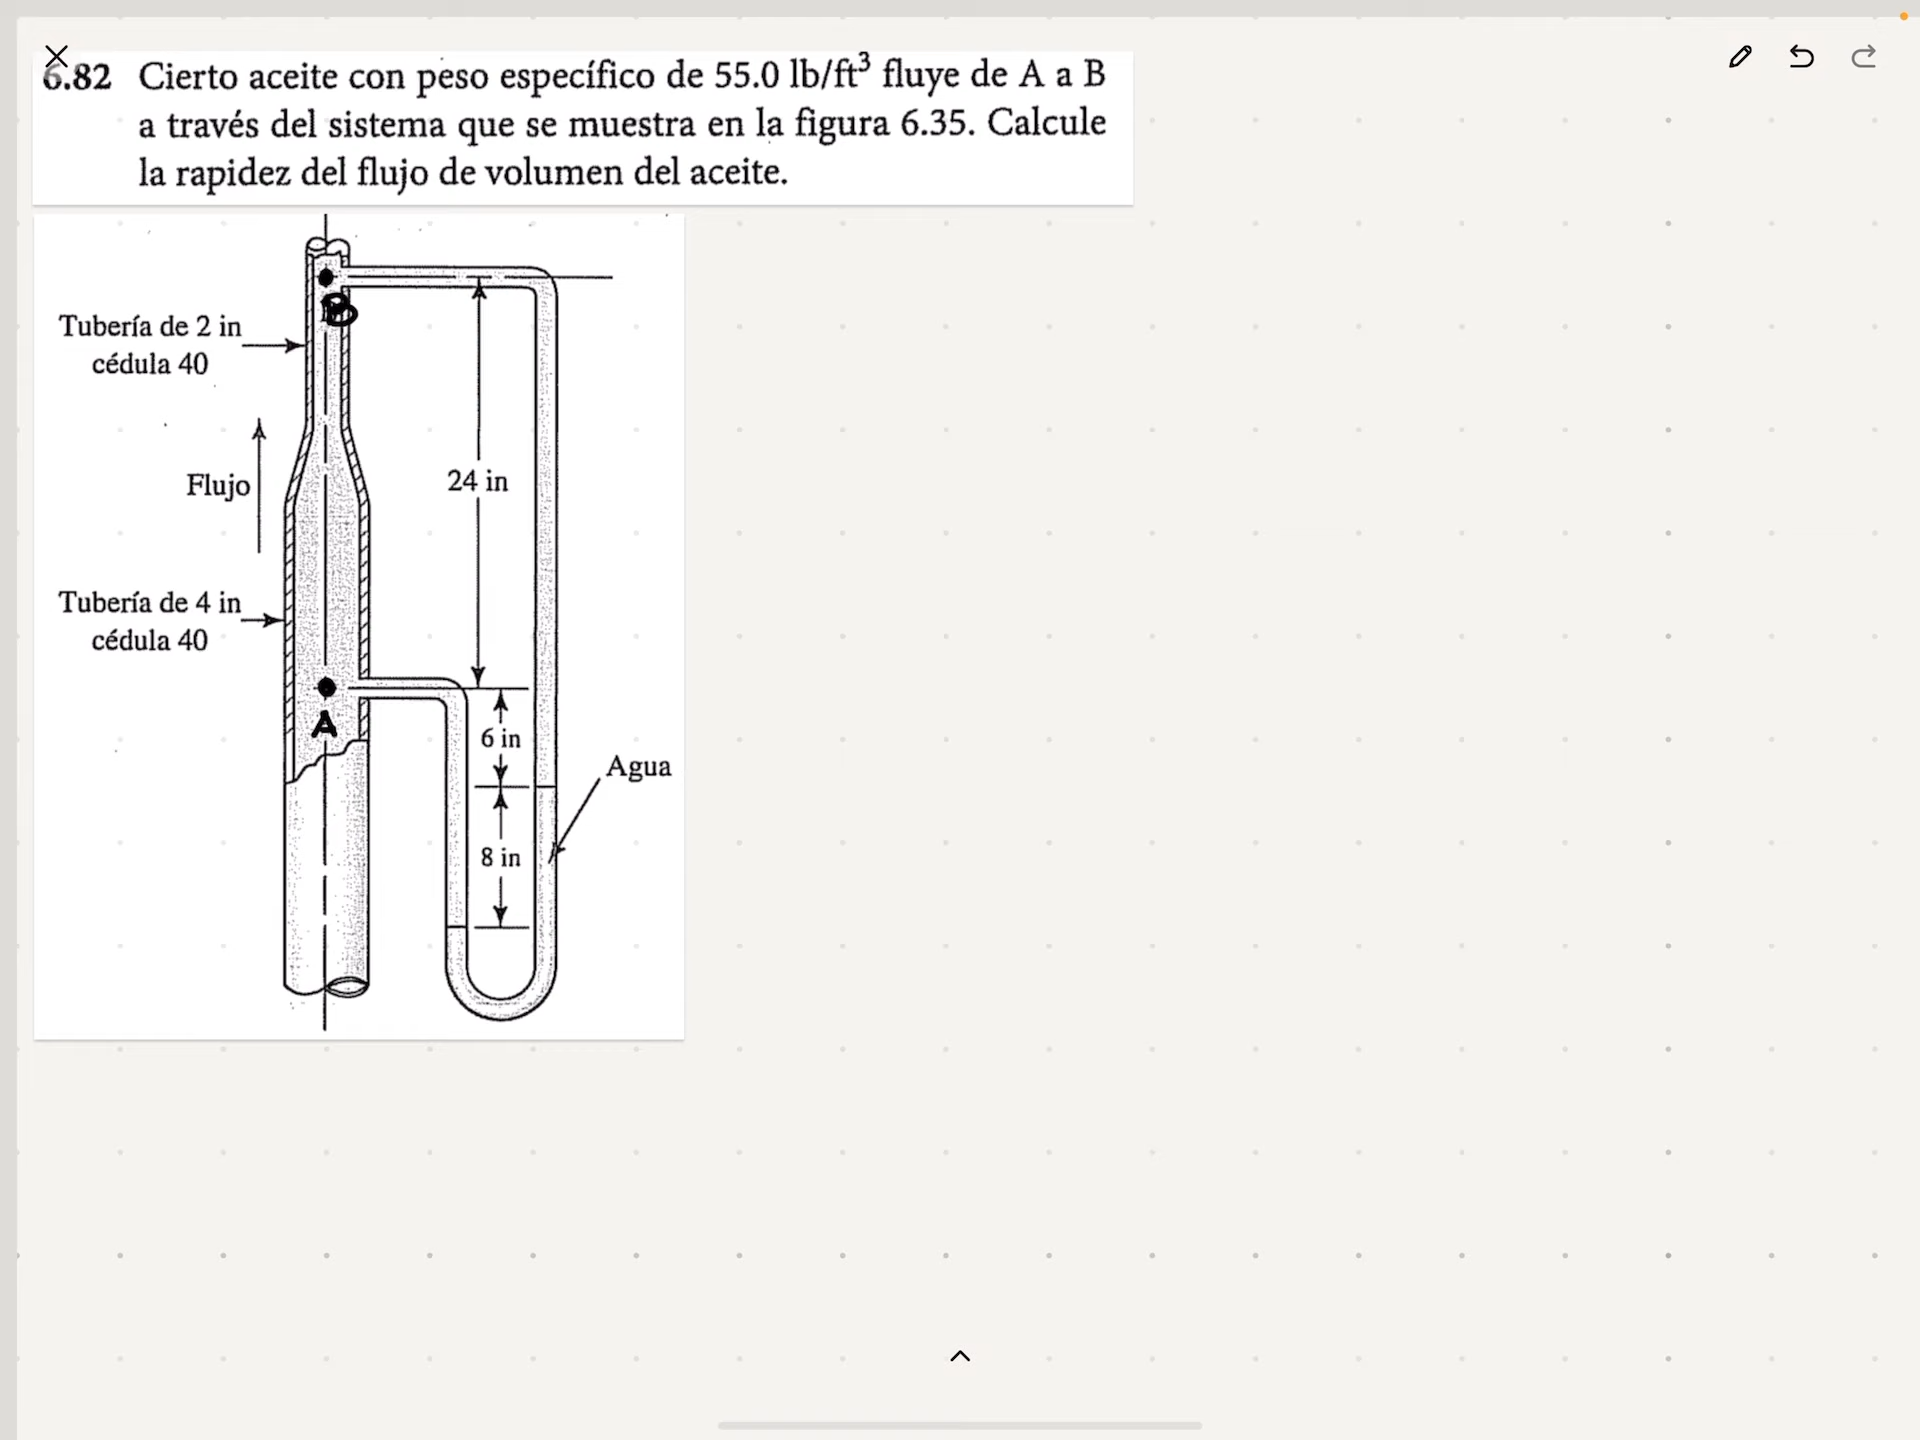 6.82 Cierto aceite con peso específico de 55.0 lb/ft³ fluye de A a B
a través del sistema que se muestra en la figura 6.35. Calcule
la rapidez del flujo de volumen del aceite.
B
Tubería de 2 in
cédula 40
24 in
Flujo
Tubería de 4 in
cédula 40
A
6 in
Agua
8 in